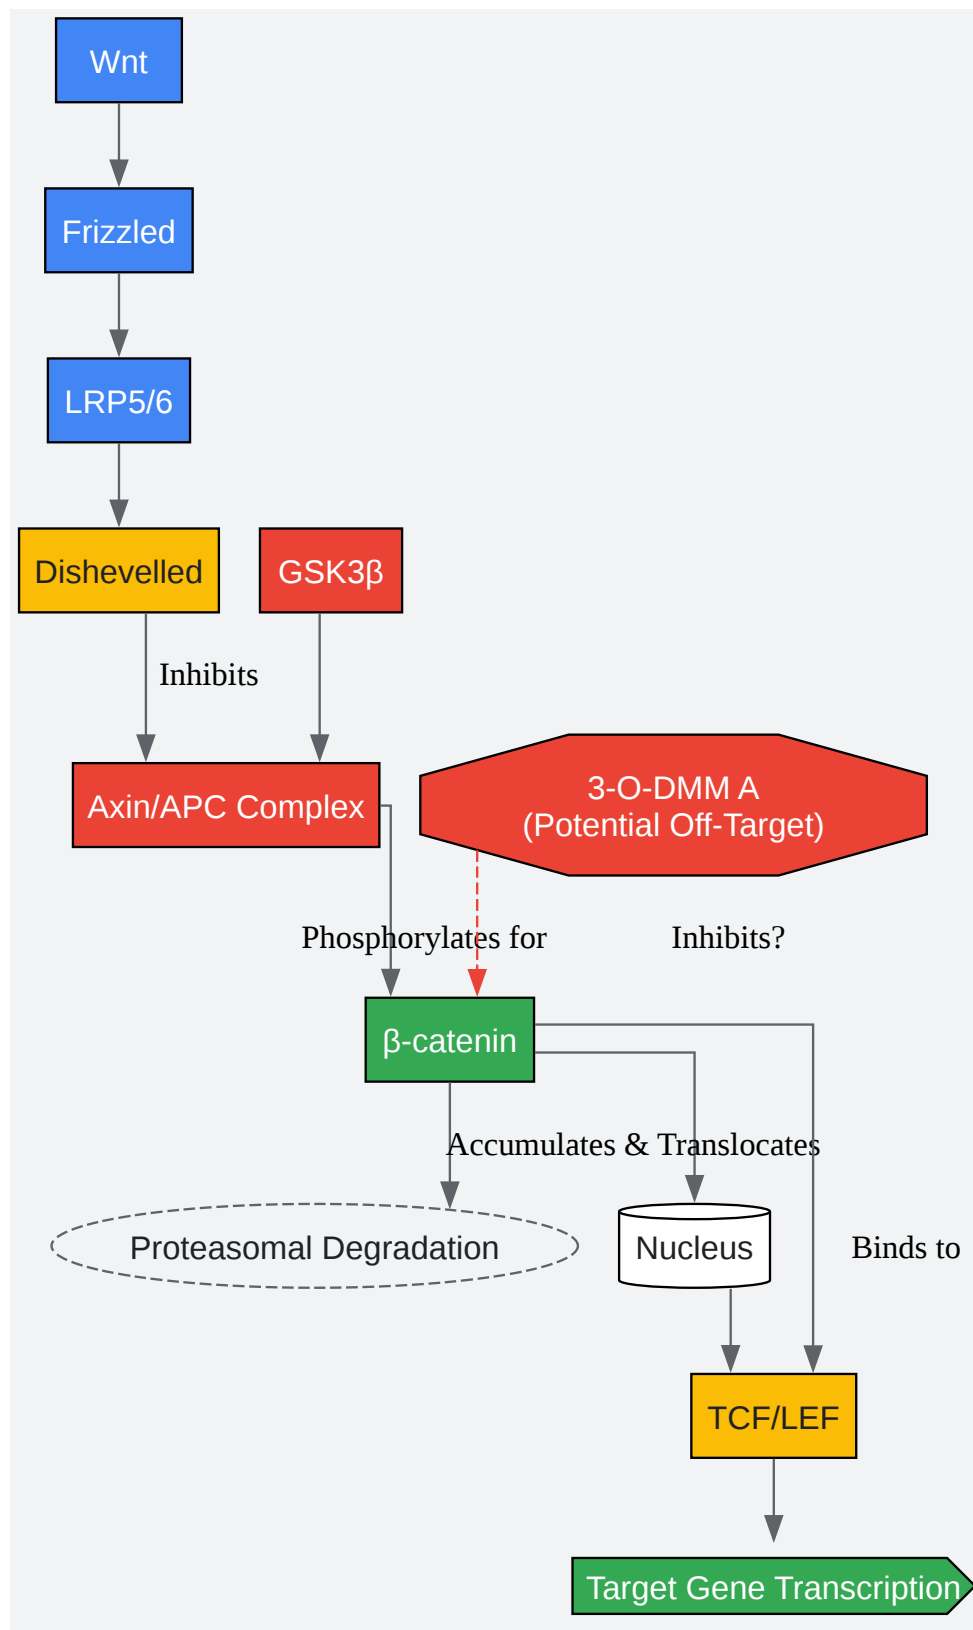 Wnt
Frizzled
LRP5/6
Dishevelled
GSK3β
Inhibits
Axin/APC Complex
3-O-DMM A
(Potential Off-Target)
Phosphorylates for
Inhibits?
β-catenin
Accumulates & Translocates
Proteasomal Degradation
Nucleus
Binds to
TCF/LEF
Target Gene Transcription